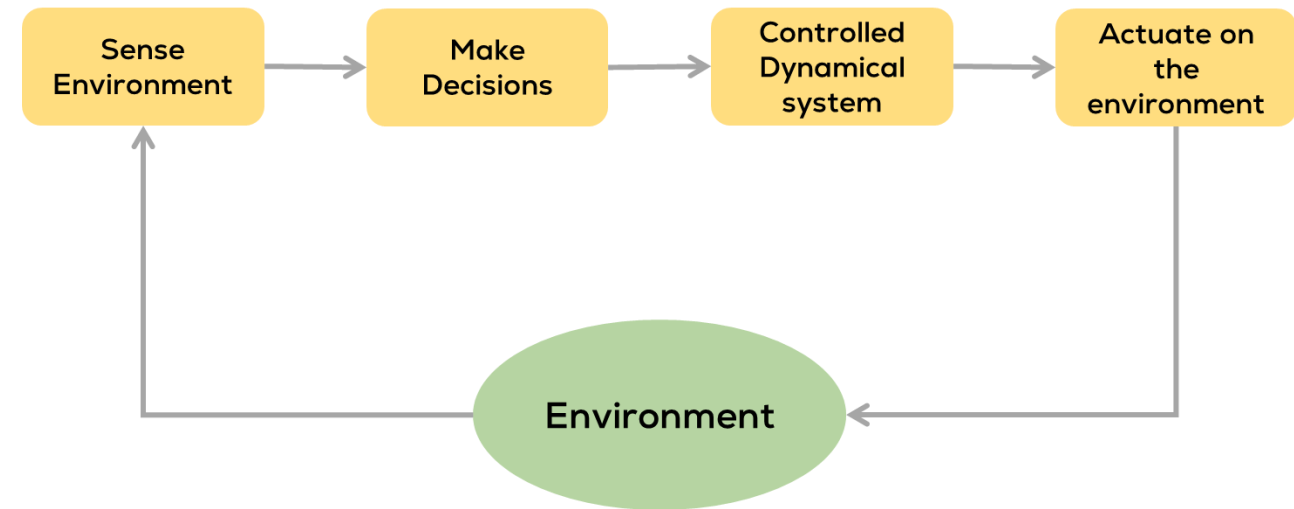 Sense
Environment
Make
Decisions
Controlled
Dynamical
system
Actuate on
the
environment
Environment